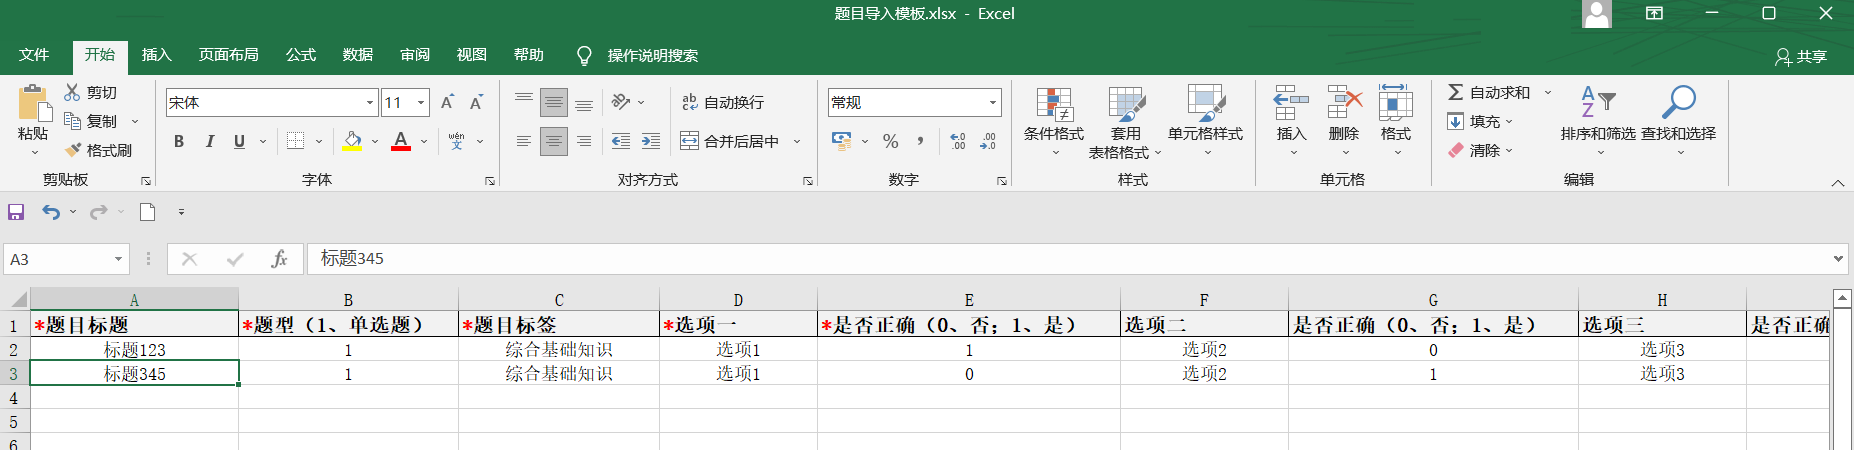 题目导入模板.xlsx - Excel
文件 开始 插入 页面布局 公式 数据 审阅 视图 帮助 操作说明搜索 共享
粘贴 剪切 复制 格式刷 剪贴板
宋体 11 B I U A wén 文 字体
ab c 自动换行 合并后居中 对齐方式
常规 % , .0 .00 .00 .0 数字
条件格式 套用 表格格式 单元格样式 样式
插入 删除 格式 单元格
自动求和 填充 清除 排序和筛选 查找和选择 编辑
A3 fx 标题345
A B C D E F G H
1 *题目标题 *题型（1、单选题） *题目标签 *选项一 *是否正确（0、否；1、是） 选项二 是否正确（0、否；1、是） 选项三 是否正确
2 标题123 1 综合基础知识 选项1 1 选项2 0 选项3
3 标题345 1 综合基础知识 选项1 0 选项2 1 选项3
4
5
6